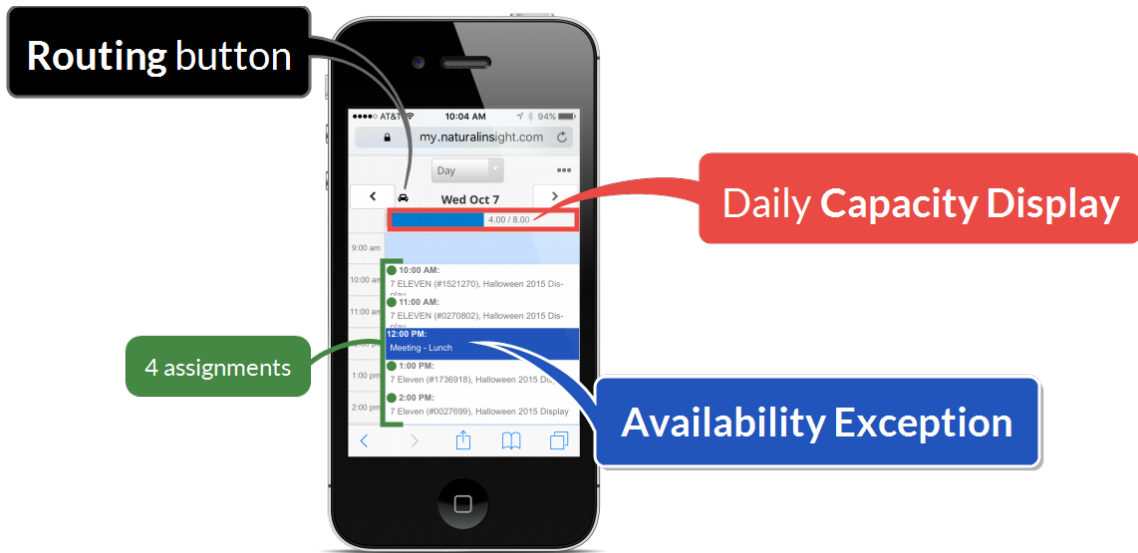 Routing button
AT&T
10:04 AM
94%
my.naturalinsight.com
Day
Wed Oct 7
Daily Capacity Display
4.00 / 8.00
9:00 am
10:00 AM:
10:00 am
7 ELEVEN (#1521270), Halloween 2015 Dis-
play
11:00 AM:
11:00 am
7 ELEVEN (#0270802), Halloween 2015 Dis-
12:00 PM:
Meeting - Lunch
4 assignments
1:00 PM:
1:00 pm
7 Eleven (#1736918), Halloween 2015
2:00 PM:
2:00 pm
7 Eleven (#0027699), Halloween 2015 Display
Availability Exception